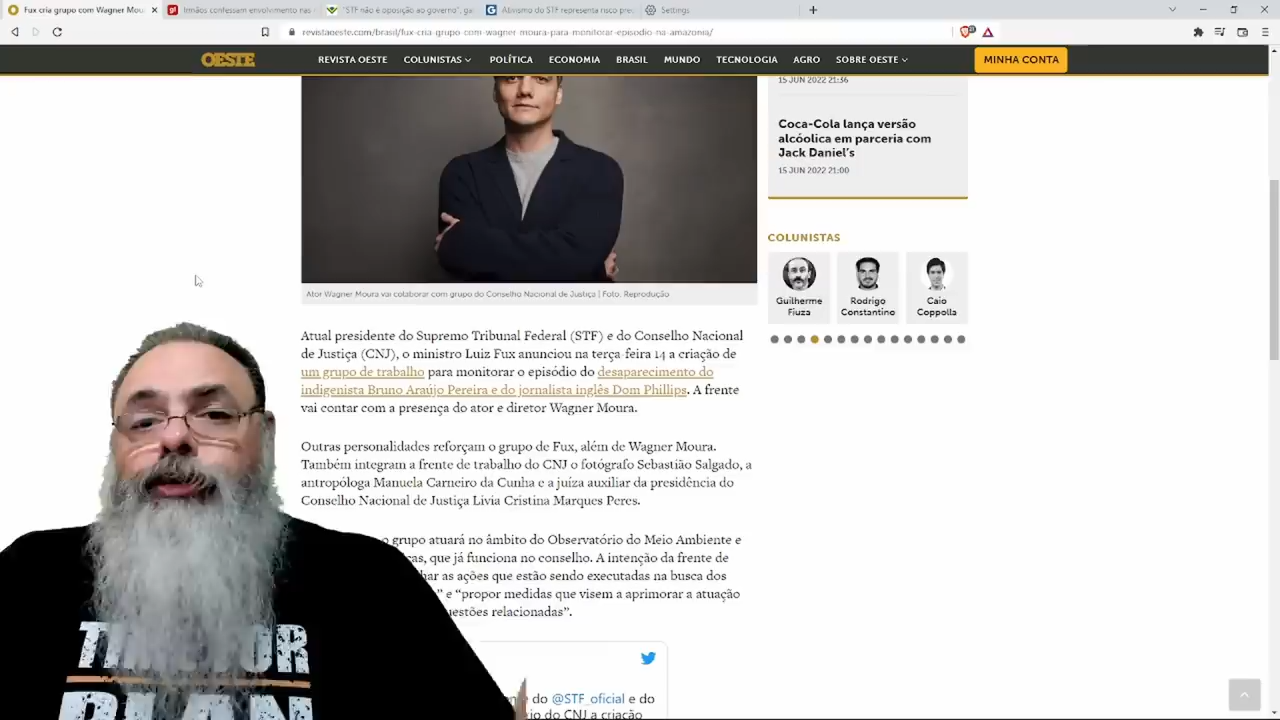 Fux cria grupo com Wagner Mou
Irmãos confessam envolvimento nas
"STF não é oposição ao governo", ga
Ativismo do STF representa risco prec
Settings
revistaoeste.com/brasil/fux-cria-grupo-com-wagner-moura-para-monitorar-episodio-na-amazonia/
OESTE
REVISTA OESTE COLUNISTAS POLÍTICA ECONOMIA BRASIL MUNDO TECNOLOGIA AGRO SOBRE OESTE MINHA CONTA
15 JUN 2022 21:36
Coca-Cola lança versão
alcóolica em parceria com
Jack Daniel's
15 JUN 2022 21:00
COLUNISTAS
Guilherme
Fiuza
Rodrigo
Constantino
Caio
Coppolla
Ator Wagner Moura vai colaborar com grupo do Conselho Nacional de Justiça | Foto: Reprodução
Atual presidente do Supremo Tribunal Federal (STF) e do Conselho Nacional
de Justiça (CNJ), o ministro Luiz Fux anunciou na terça-feira 14 a criação de
um grupo de trabalho para monitorar o episódio do desaparecimento do
indigenista Bruno Araújo Pereira e do jornalista inglês Dom Phillips. A frente
vai contar com a presença do ator e diretor Wagner Moura.
Outras personalidades reforçam o grupo de Fux, além de Wagner Moura.
Também integram a frente de trabalho do CNJ o fotógrafo Sebastião Salgado, a
antropóloga Manuela Carneiro da Cunha e a juíza auxiliar da presidência do
Conselho Nacional de Justiça Livia Cristina Marques Peres.
o grupo atuará no âmbito do Observatório do Meio Ambiente e
cas, que já funciona no conselho. A intenção da frente de
har as ações que estão sendo executadas na busca dos
" e "propor medidas que visem a aprimorar a atuação
uestões relacionadas".
do @STF_oficial e do
do CNJ a criação